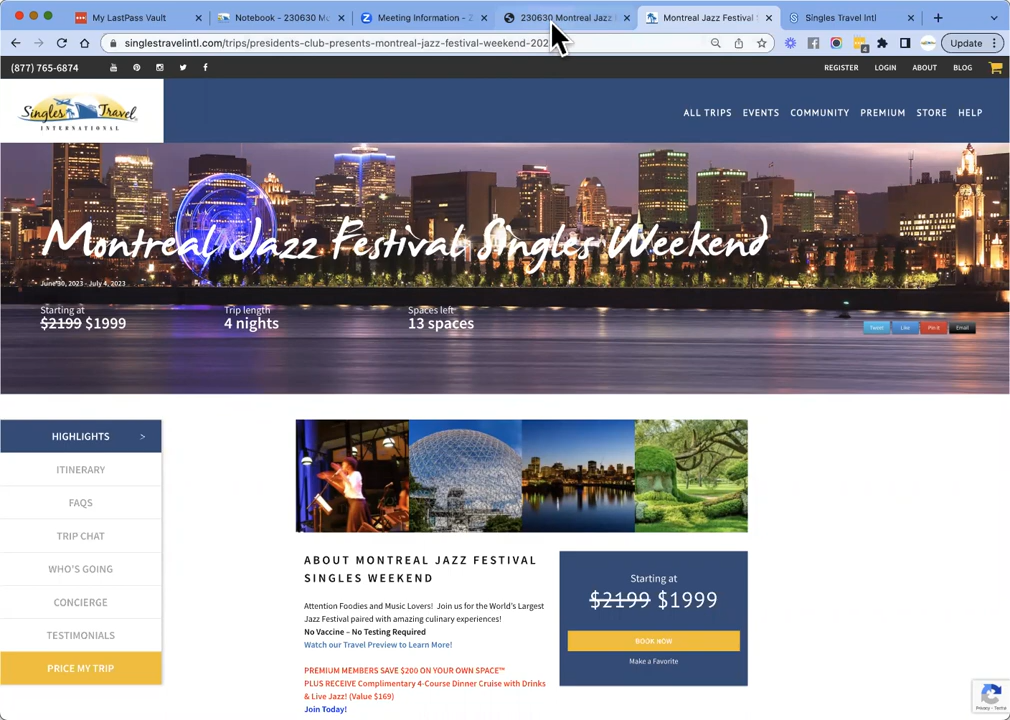 My LastPass Vault
Notebook - 230630 Mo
Meeting Information - Z
230630 Montreal Jazz
Montreal Jazz Festival
Singles Travel Intl
singlestravelintl.com/trips/presidents-club-presents-montreal-jazz-festival-weekend-202
Update
(877) 765-6874
REGISTER
LOGIN
ABOUT
BLOG
Singles Travel
INTERNATIONAL
ALL TRIPS
EVENTS
COMMUNITY
PREMIUM
STORE
HELP
Montreal Jazz Festival Singles Weekend
June 30, 2023 - July 4, 2023
Starting at
$2199 $1999
Trip length
4 nights
Spaces left
13 spaces
Tweet
Like
Pin it
Email
HIGHLIGHTS >
ITINERARY
FAQS
TRIP CHAT
WHO'S GOING
CONCIERGE
TESTIMONIALS
PRICE MY TRIP
ABOUT MONTREAL JAZZ FESTIVAL
SINGLES WEEKEND
Attention Foodies and Music Lovers! Join us for the World's Largest
Jazz Festival paired with amazing culinary experiences!
No Vaccine – No Testing Required
Watch our Travel Preview to Learn More!
PREMIUM MEMBERS SAVE $200 ON YOUR OWN SPACE™
PLUS RECEIVE Complimentary 4-Course Dinner Cruise with Drinks
& Live Jazz! (Value $169)
Join Today!
Starting at
$2199 $1999
BOOK NOW
Make a Favorite
Privacy - Terms